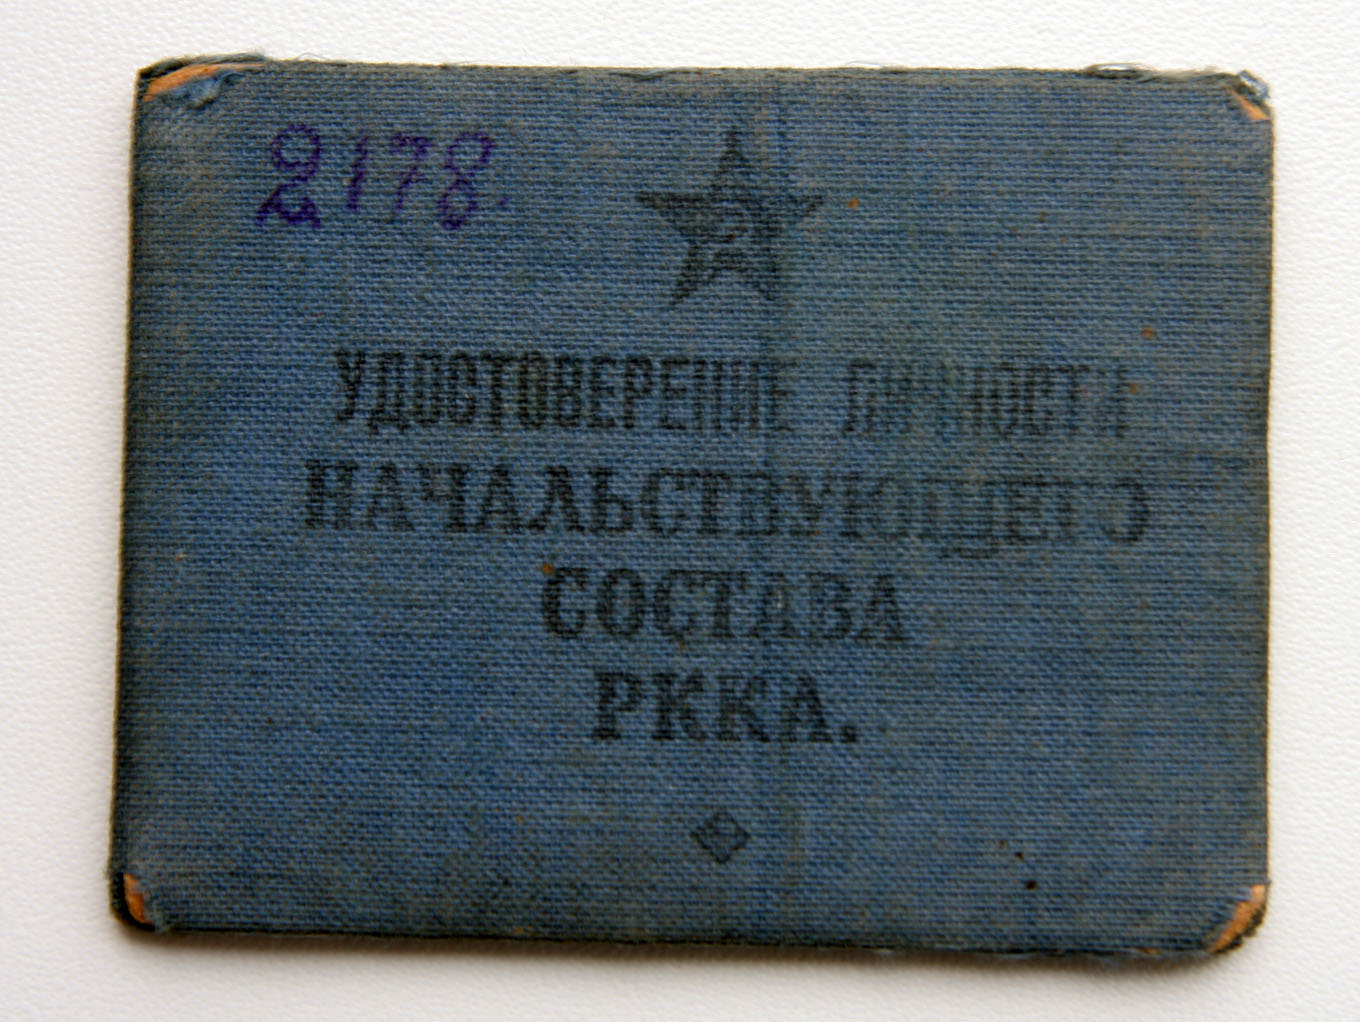 2178
УДОСТОВЕРЕНИЕ ЛИЧНОСТИ
НАЧАЛЬСТВУЮЩЕГО
СОСТАВА
РККА.